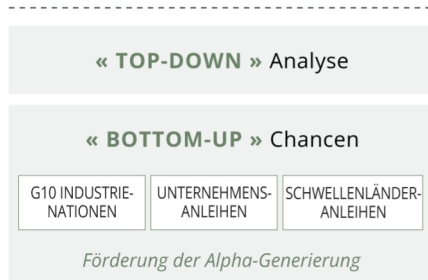 « TOP-DOWN » Analyse
« BOTTOM-UP » Chancen
G10 INDUSTRIE-
NATIONEN
UNTERNEHMENS-
ANLEIHEN
SCHWELLENLÄNDER-
ANLEIHEN
Förderung der Alpha-Generierung